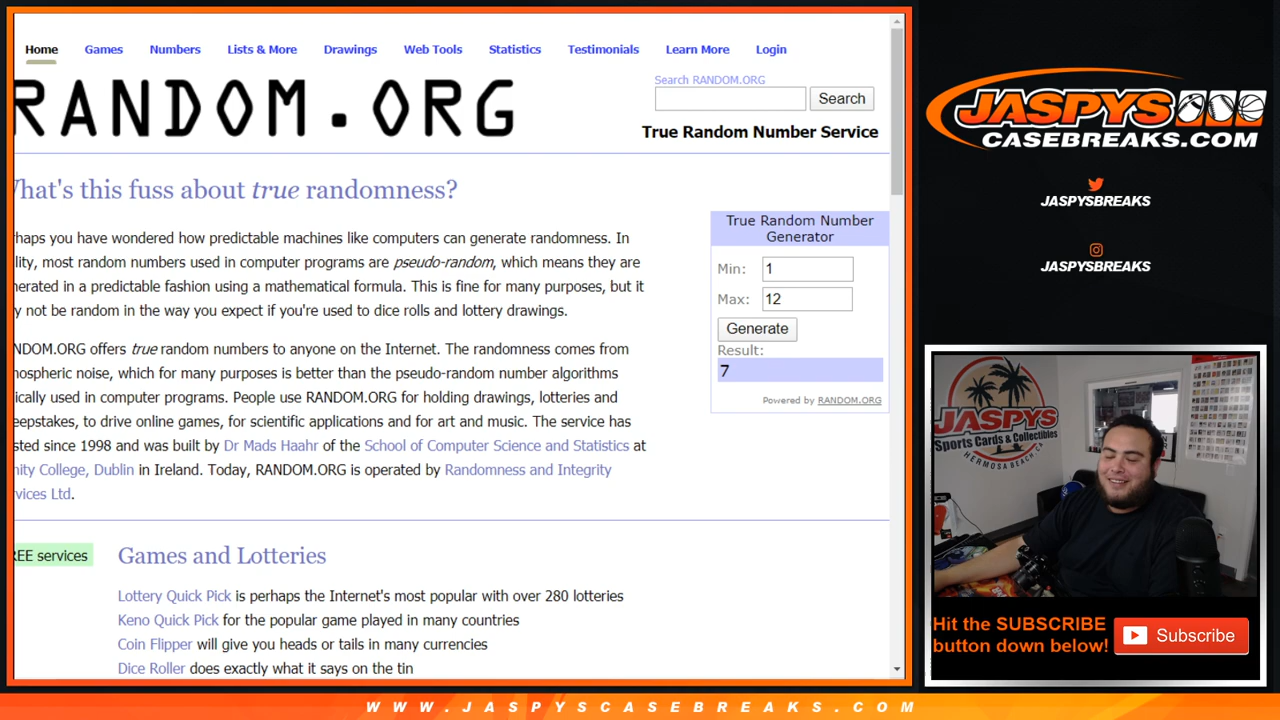 Home Games Numbers Lists & More Drawings Web Tools Statistics Testimonials Learn More Login
RANDOM.ORG
Search RANDOM.ORG
Search
True Random Number Service
What's this fuss about true randomness?
haps you have wondered how predictable machines like computers can generate randomness. In
lity, most random numbers used in computer programs are pseudo-random, which means they are
nerated in a predictable fashion using a mathematical formula. This is fine for many purposes, but it
y not be random in the way you expect if you're used to dice rolls and lottery drawings.
NDOM.ORG offers true random numbers to anyone on the Internet. The randomness comes from
mospheric noise, which for many purposes is better than the pseudo-random number algorithms
ically used in computer programs. People use RANDOM.ORG for holding drawings, lotteries and
eepstakes, to drive online games, for scientific applications and for art and music. The service has
sted since 1998 and was built by Dr Mads Haahr of the School of Computer Science and Statistics at
nity College, Dublin in Ireland. Today, RANDOM.ORG is operated by Randomness and Integrity
vices Ltd.
True Random Number
Generator
Min: 1
Max: 12
Generate
Result:
7
Powered by RANDOM.ORG
REE services
Games and Lotteries
Lottery Quick Pick is perhaps the Internet's most popular with over 280 lotteries
Keno Quick Pick for the popular game played in many countries
Coin Flipper will give you heads or tails in many currencies
Dice Roller does exactly what it says on the tin
JASPYS
CASEBREAKS.COM
JASPYSBREAKS
JASPYSBREAKS
JASPYS
Sports Cards & Collectibles
HERMOSA BEACH, CA
Hit the SUBSCRIBE
button down below!
Subscribe
WWW.JASPYSCASEBREAKS.COM